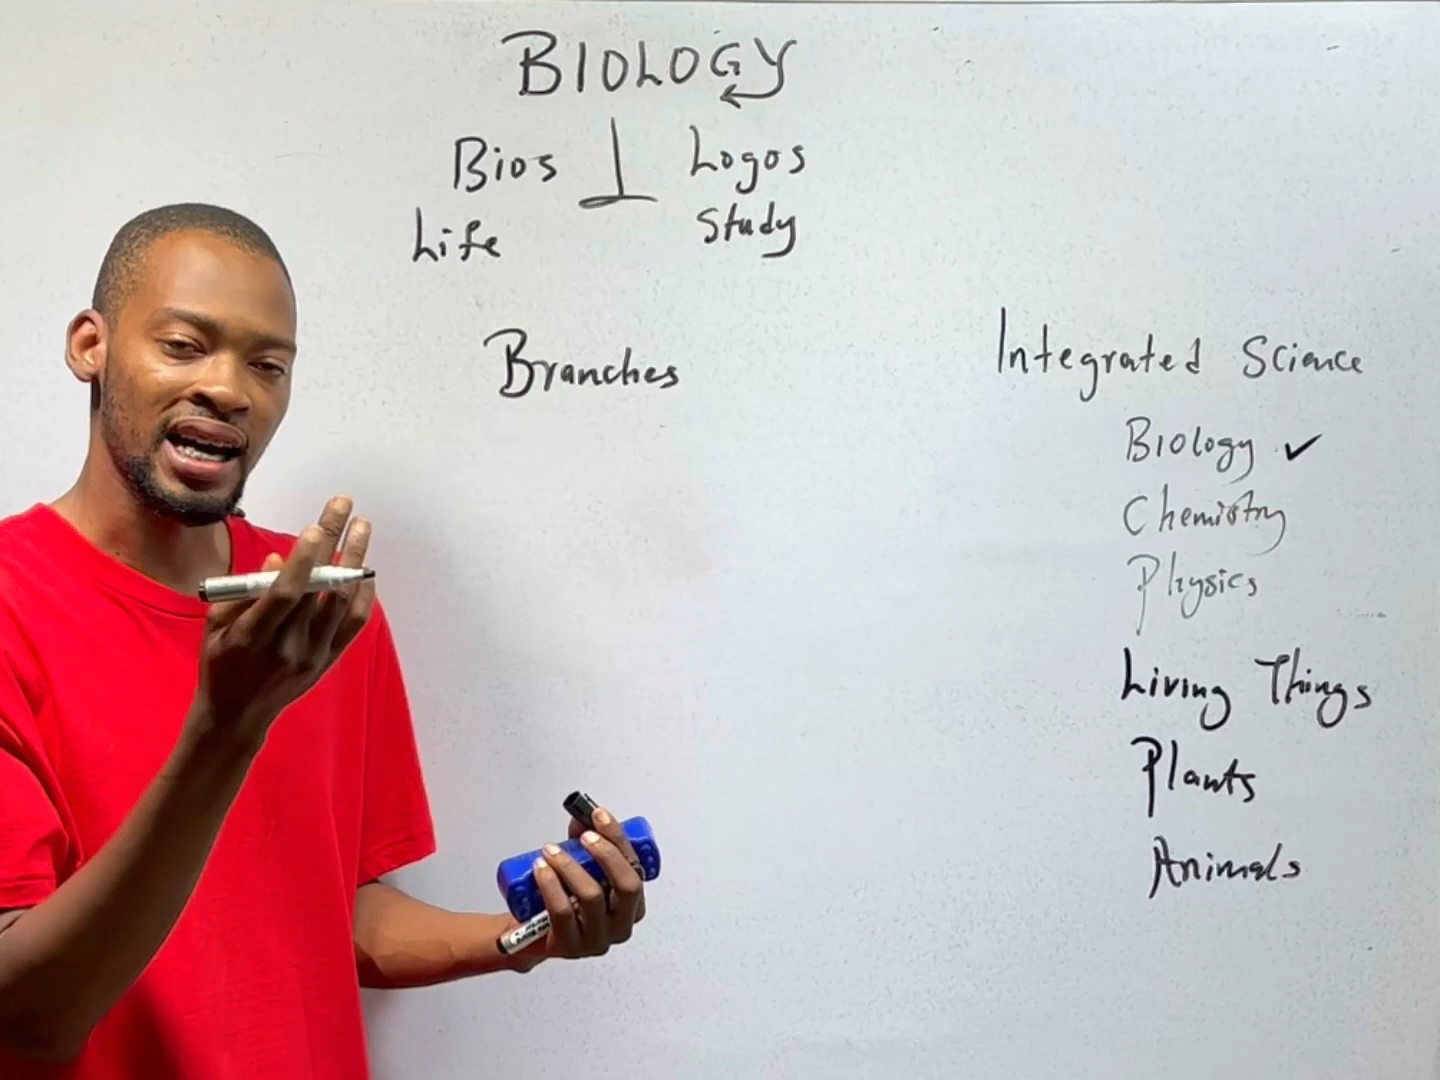 BIOLOGY
Bios Logos
Life Study
Branches
Integrated Science
Biology ✓
Chemistry
Physics
Living Things
Plants
Animals